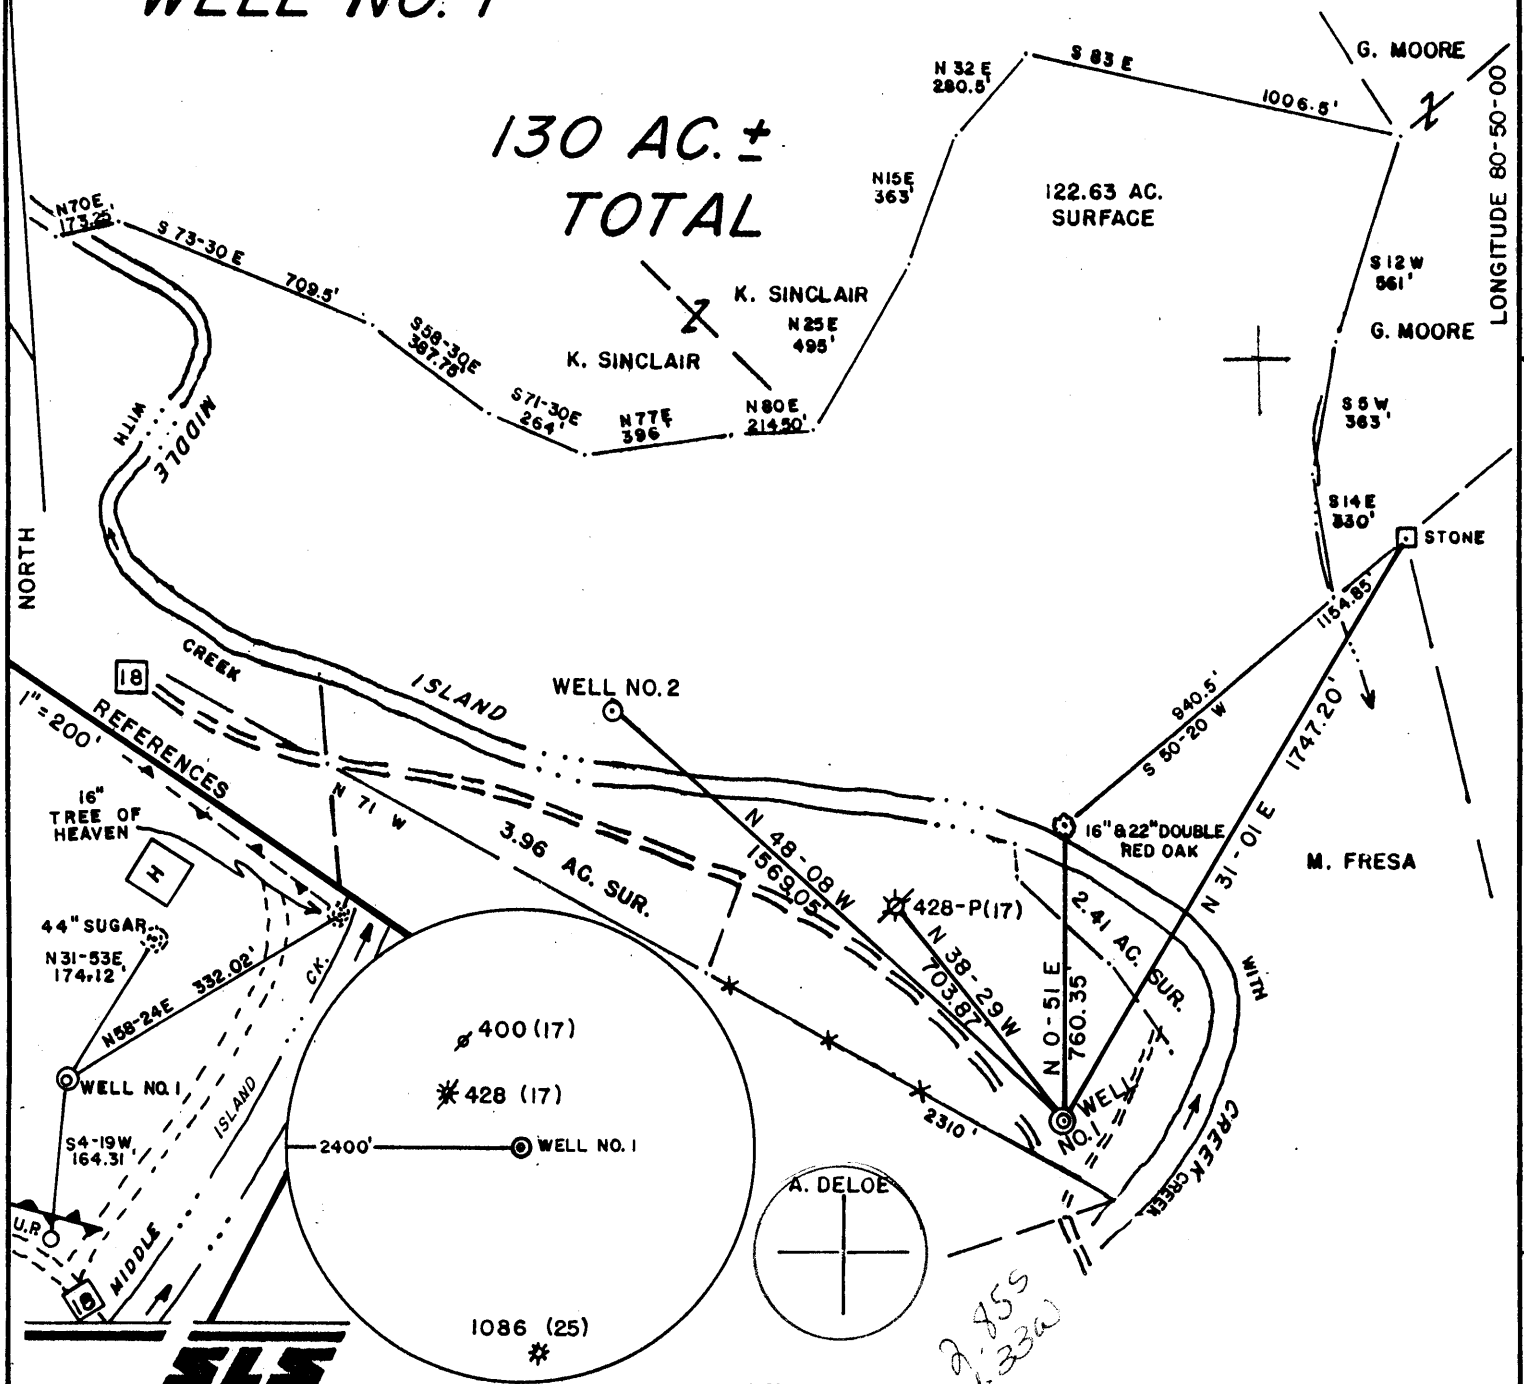 WELL NO. 1
130 AC. ±
TOTAL
N 32 E
280.5'
S 83 E
1006.5'
G. MOORE
LONGITUDE 80-50-00
N15E
363'
122.63 AC.
SURFACE
N70E
173.25'
S 73-30 E
709.5'
S 12 W
561'
K. SINCLAIR
N 25 E
495'
G. MOORE
S58-30E
387.75'
K. SINCLAIR
S71-30E
264'
N 77 E
396'
N 80 E
214.50'
S 5 W
363'
WITH
MIDDLE
S14E
330'
STONE
NORTH
1154.85'
CREEK
ISLAND
18
WELL NO. 2
940.5'
S 50-20 W
1747.20'
N 31-01 E
1"=200'
REFERENCES
16"
TREE OF
HEAVEN
N 71 W
3.96 AC. SUR.
N 48-08 W
1569.05'
16" & 22" DOUBLE
RED OAK
M. FRESA
H
44" SUGAR
N31-53E
174.12'
N58-24E 332.02'
CK.
428-P(17)
N 38-29 W
703.87'
2.41 AC. SUR.
N 0-51 E
760.35'
WITH
400 (17)
428 (17)
WELL NO. 1
ISLAND
2400'
WELL NO. 1
WELL
NO. 1
2310'
CREEK
CREEK
S4-19W
164.31'
A. DELOE
U.P.
MIDDLE
18
1086 (25)
2.85s
.33w
SLS